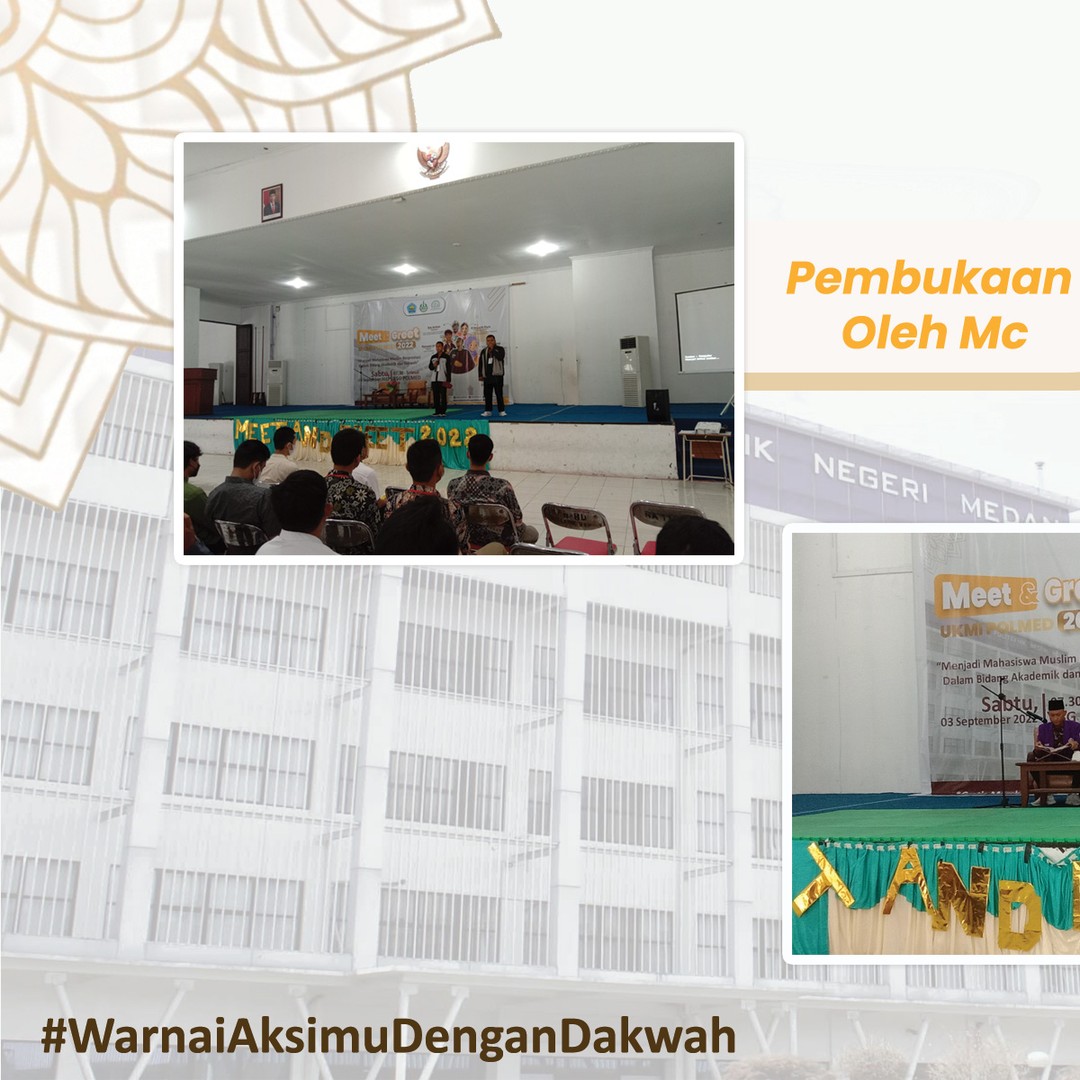 Pembukaan
Oleh Mc
Meet & Greet
2022
Sabtu,
MEET AND GREET 2022
NEGERI MEDAN
Meet & Gre
UKMI POLMED 20
"Menjadi Mahasiswa Muslim
Dalam Bidang Akademik dan
Sabtu,
03 September 2022
T AND
#WarnaiAksimuDenganDakwah